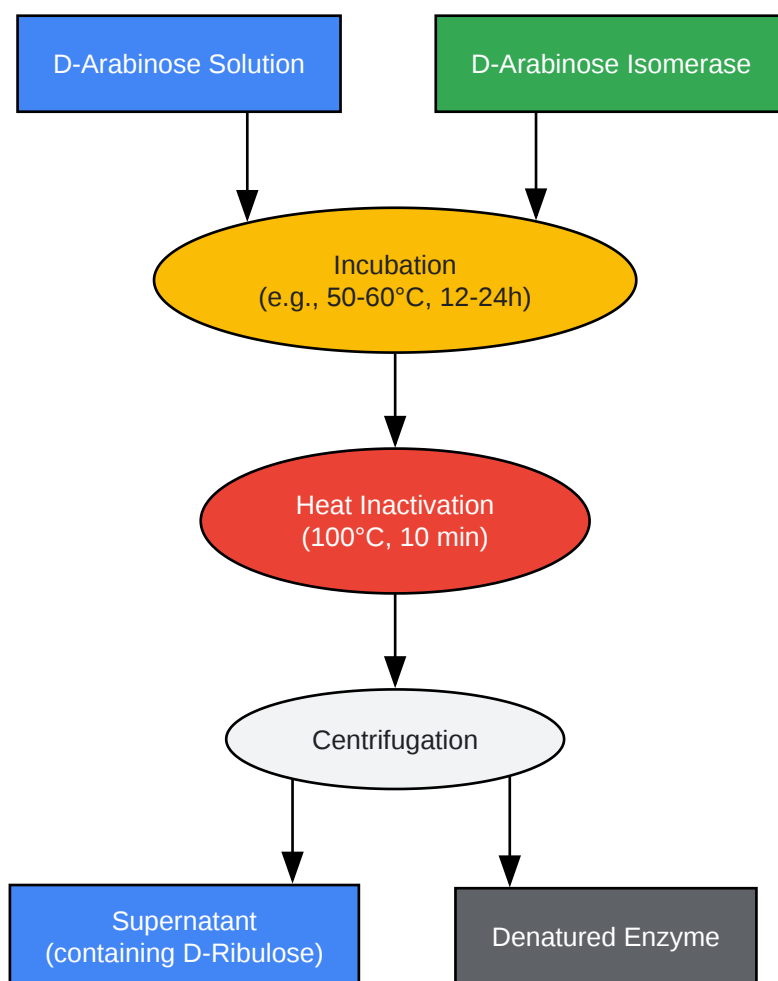 D-Arabinose Solution
D-Arabinose Isomerase
Incubation
(e.g., 50-60°C, 12-24h)
Heat Inactivation
(100°C, 10 min)
Centrifugation
Supernatant
(containing D-Ribulose)
Denatured Enzyme